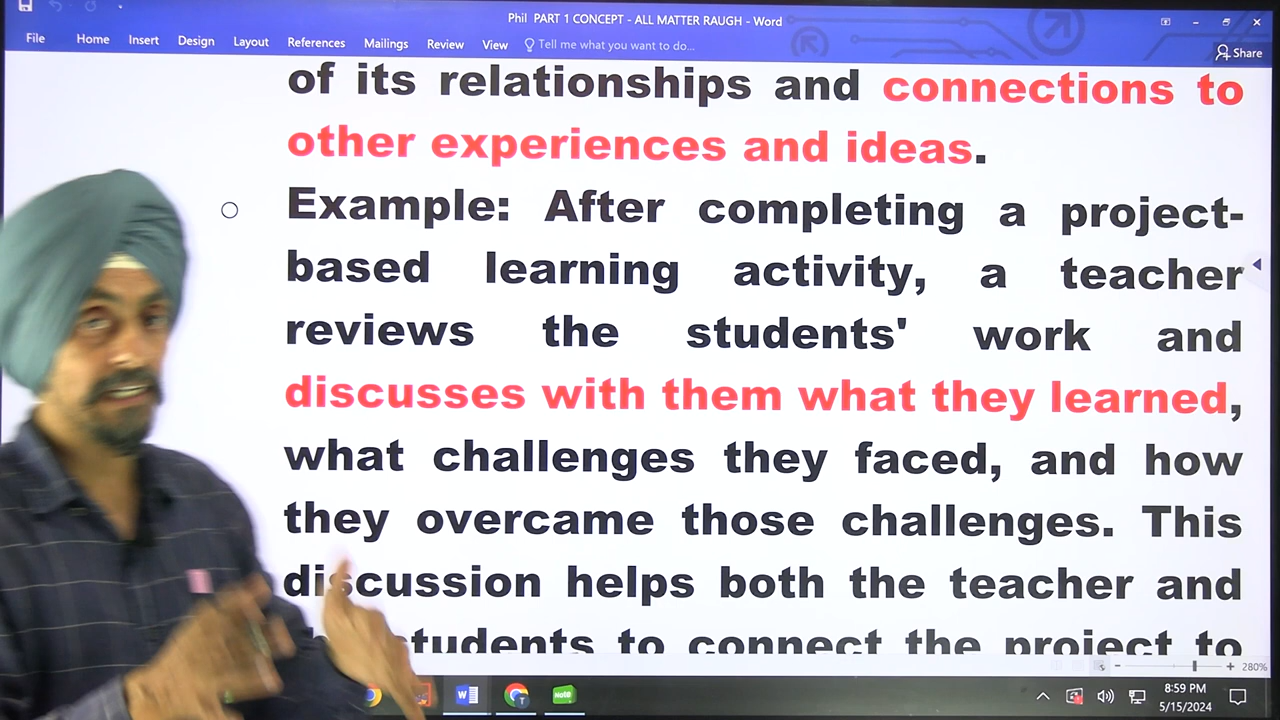 Phil PART 1 CONCEPT - ALL MATTER RAUGH - Word
File Home Insert Design Layout References Mailings Review View Tell me what you want to do... Share
of its relationships and connections to
other experiences and ideas.
Example: After completing a project-
based learning activity, a teacher
reviews the students' work and
discusses with them what they learned,
what challenges they faced, and how
they overcame those challenges. This
discussion helps both the teacher and
students to connect the project to
280%
Note
8:59 PM
5/15/2024